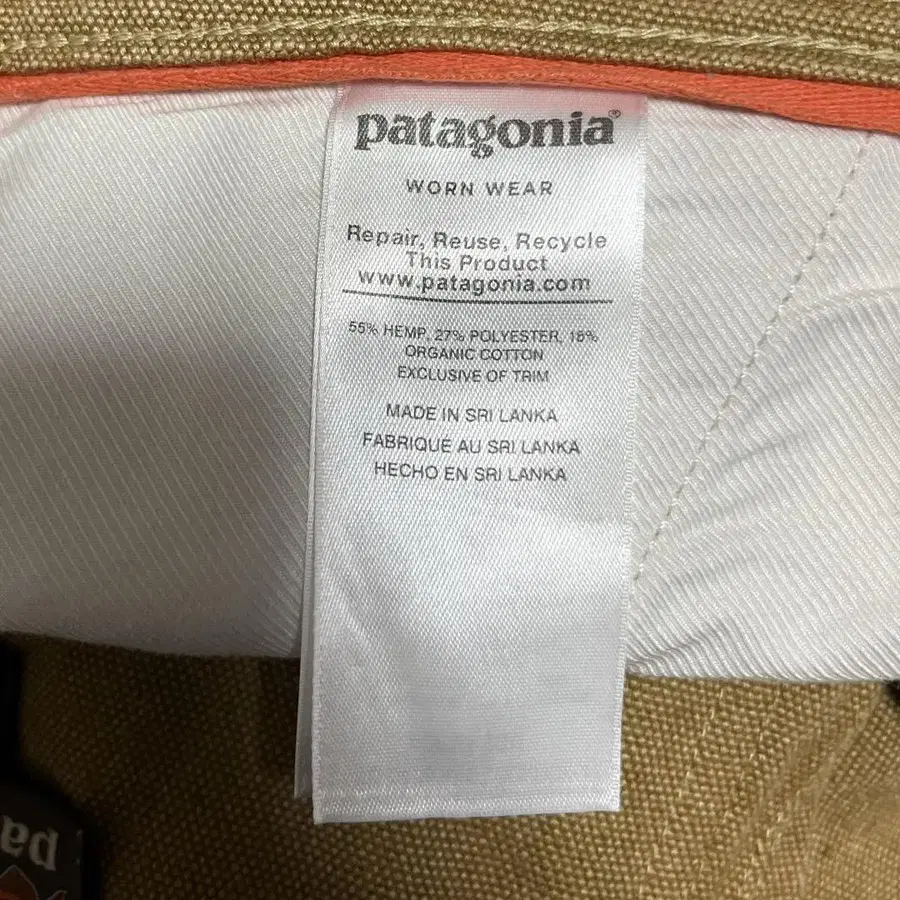 patagonia®
WORN WEAR
Repair, Reuse, Recycle
This Product
www.patagonia.com
55% HEMP, 27% POLYESTER, 18%
ORGANIC COTTON
EXCLUSIVE OF TRIM
MADE IN SRI LANKA
FABRIQUE AU SRI LANKA
HECHO EN SRI LANKA
pa